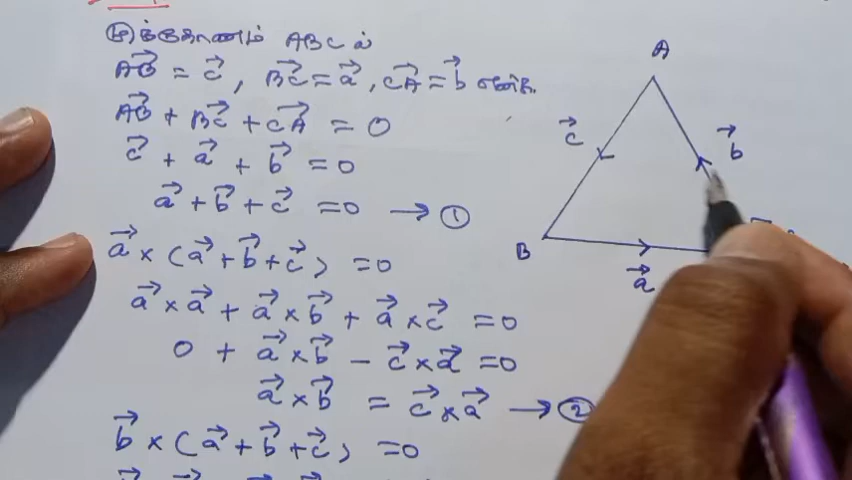 முக்கோணம் ABC ல்
AB⃗ = c⃗ , BC⃗ = a⃗ , CA⃗ = b⃗ என்க.
AB⃗ + BC⃗ + CA⃗ = 0
c⃗ + a⃗ + b⃗ = 0
a⃗ + b⃗ + c⃗ = 0 → ①
a⃗ × (a⃗ + b⃗ + c⃗) = 0
a⃗ × a⃗ + a⃗ × b⃗ + a⃗ × c⃗ = 0
0 + a⃗ × b⃗ - c⃗ × a⃗ = 0
a⃗ × b⃗ = c⃗ × a⃗ → ②
b⃗ × (a⃗ + b⃗ + c⃗) = 0
A
c⃗
b⃗
B
a⃗